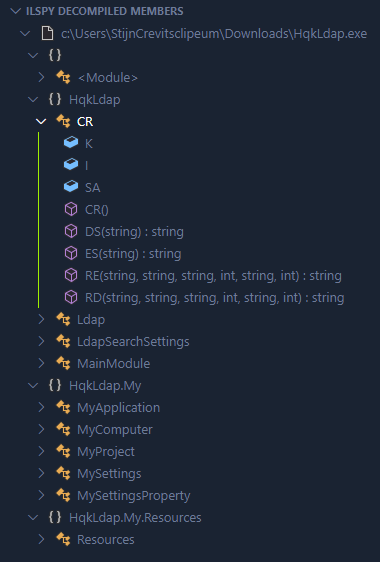 ILSPY DECOMPILED MEMBERS
c:\Users\StijnCrevitsclipeum\Downloads\HqkLdap.exe
{ }
<Module>
{ } HqkLdap
CR
K
I
SA
CR()
DS(string) : string
ES(string) : string
RE(string, string, string, int, string, int) : string
RD(string, string, string, int, string, int) : string
Ldap
LdapSearchSettings
MainModule
{ } HqkLdap.My
MyApplication
MyComputer
MyProject
MySettings
MySettingsProperty
{ } HqkLdap.My.Resources
Resources